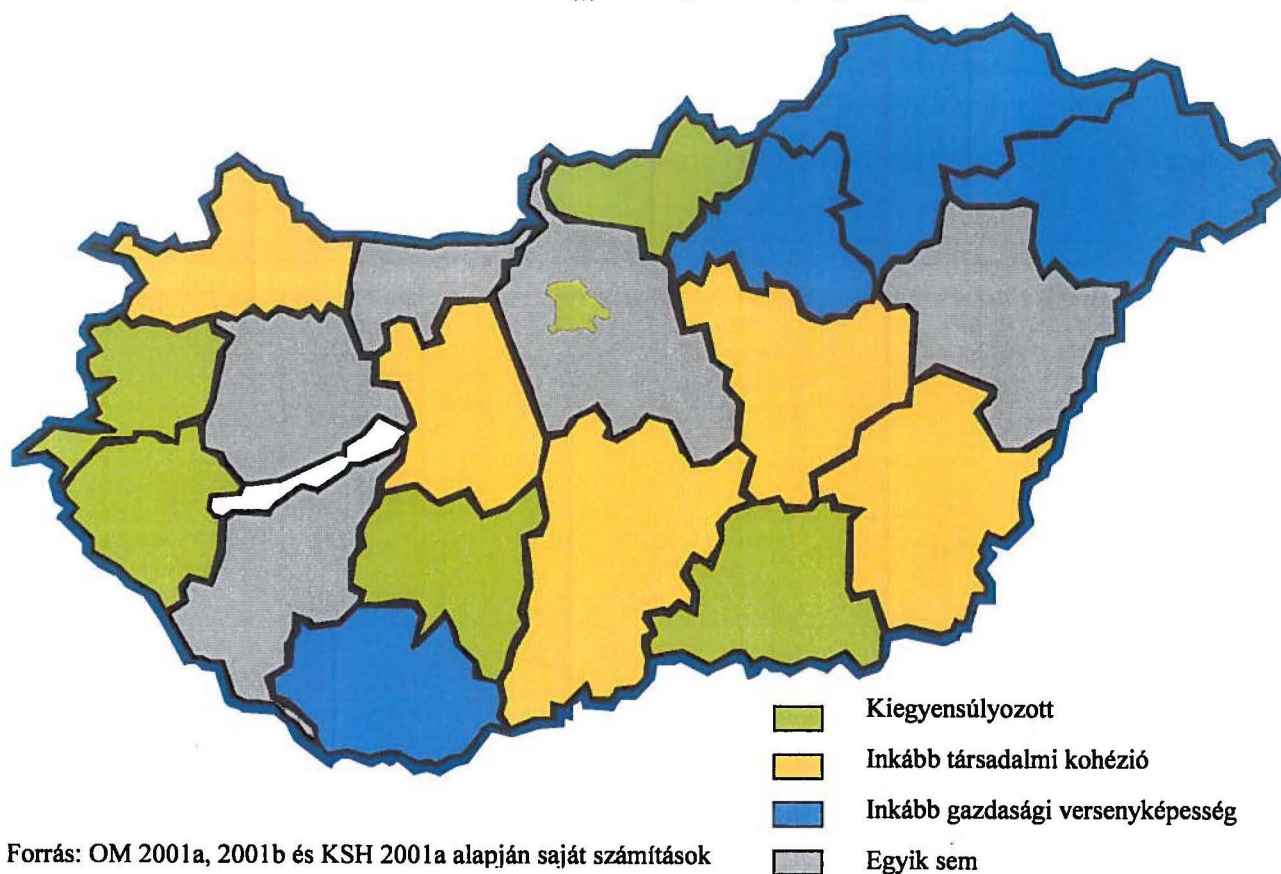 Kiegyensúlyozott
Inkább társadalmi kohézió
Inkább gazdasági versenyképesség
Egyik sem
Forrás: OM 2001a, 2001b és KSH 2001a alapján saját számítások